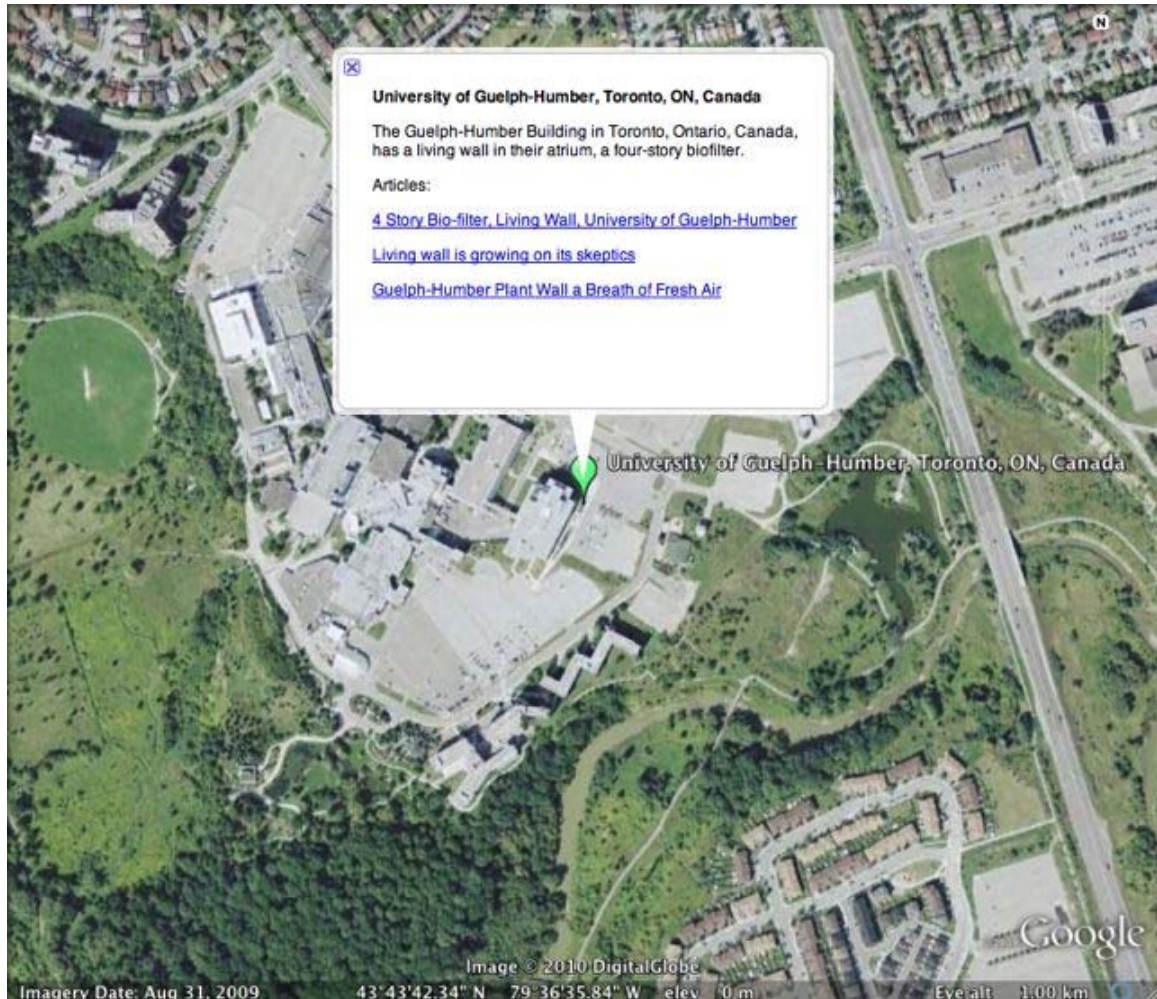 N
University of Guelph-Humber, Toronto, ON, Canada
The Guelph-Humber Building in Toronto, Ontario, Canada,
has a living wall in their atrium, a four-story biofilter.
Articles:
4 Story Bio-filter, Living Wall, University of Guelph-Humber
Living wall is growing on its skeptics
Guelph-Humber Plant Wall a Breath of Fresh Air
University of Guelph-Humber, Toronto, ON, Canada
Google
Image © 2010 DigitalGlobe
Imagery Date: Aug 31, 2009 43°43'42.34" N 79°36'35.84" W elev 0 m Eye alt 1.00 km